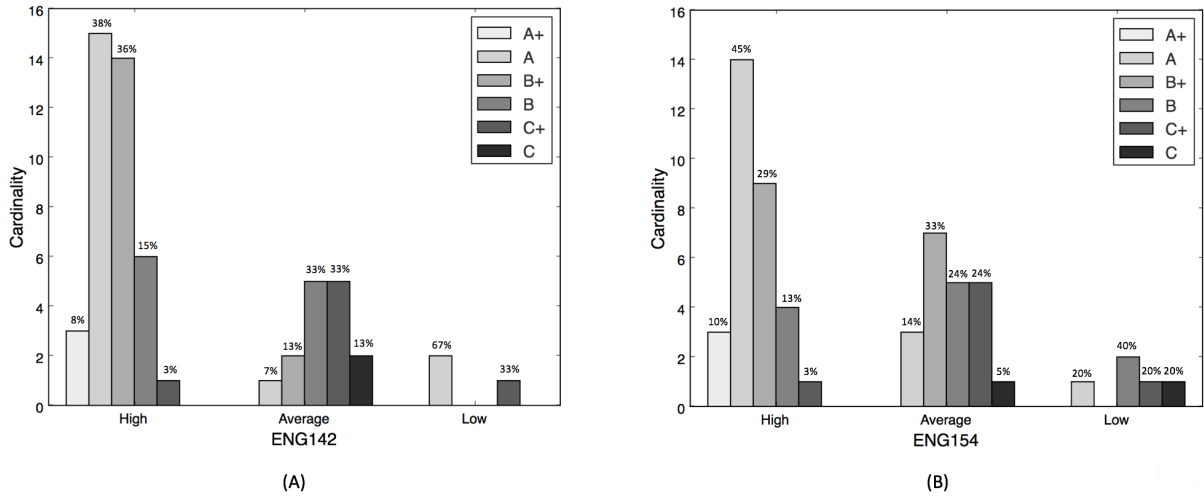 16
14
12
10
8
6
4
2
0
Cardinality
38%
36%
15%
8%
3%
33%
33%
13%
13%
7%
67%
33%
A+
A
B+
B
C+
C
High
Average
Low
ENG142
(A)
16
14
12
10
8
6
4
2
0
Cardinality
45%
29%
13%
10%
3%
33%
24%
24%
14%
5%
40%
20%
20%
20%
A+
A
B+
B
C+
C
High
Average
Low
ENG154
(B)